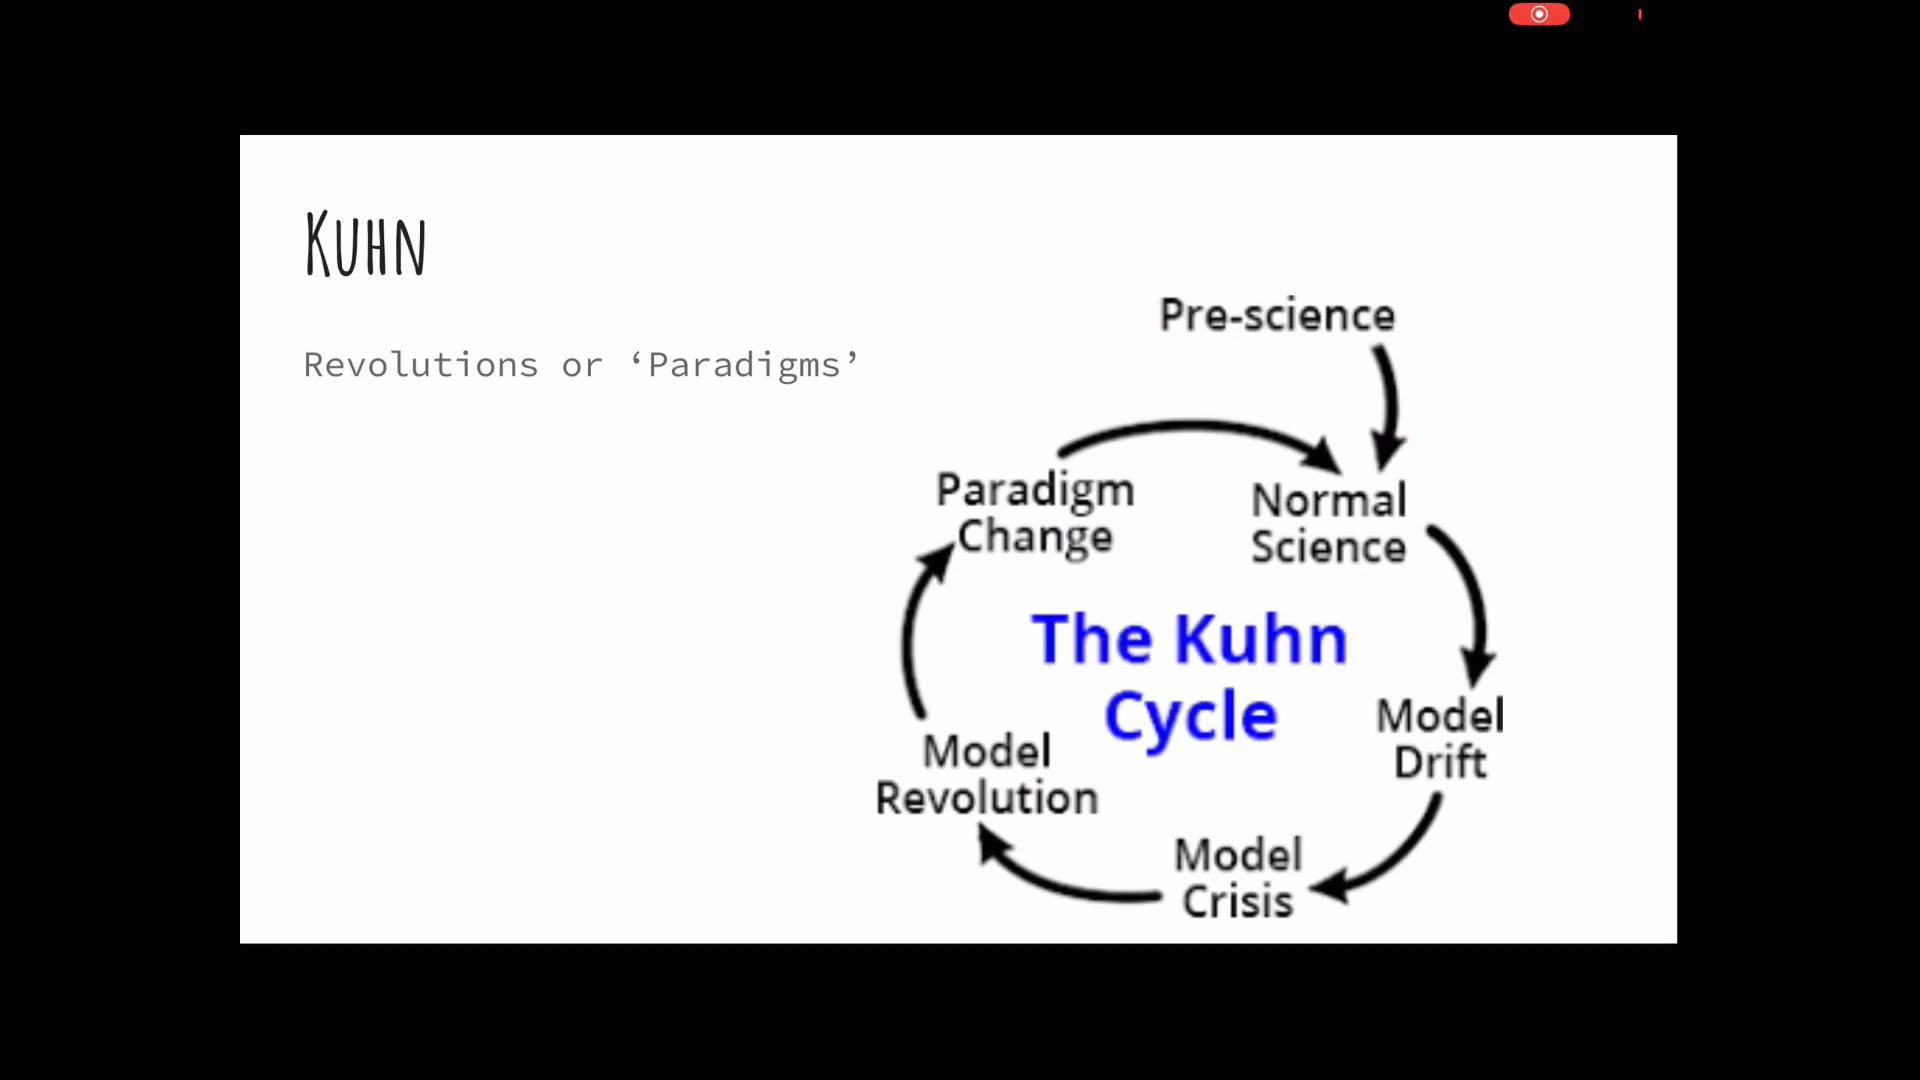 KUHN
Revolutions or ‘Paradigms’
Pre-science
Paradigm
Change
Normal
Science
The Kuhn
Cycle
Model
Drift
Model
Revolution
Model
Crisis